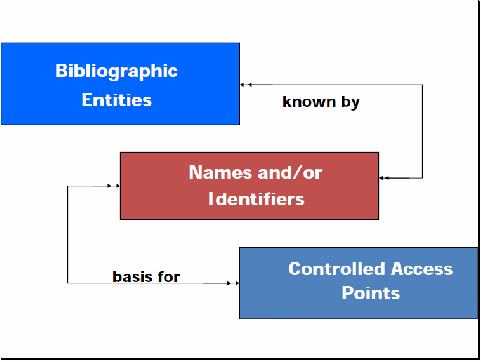 Bibliographic
Entities
known by
Names and/or
Identifiers
basis for
Controlled Access
Points